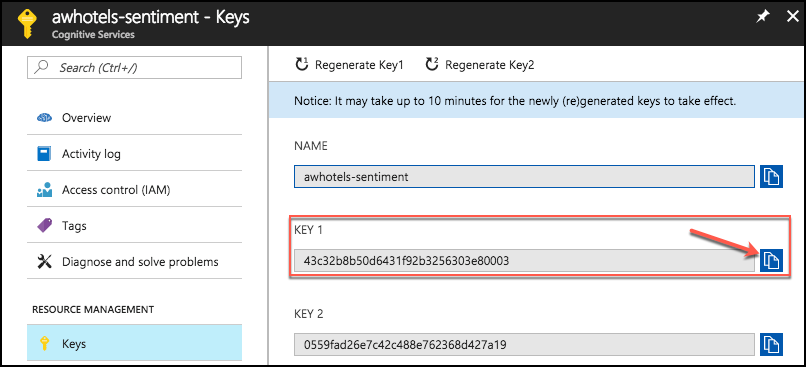 awhotels-sentiment - Keys
Cognitive Services
Search (Ctrl+/)
Overview
Activity log
Access control (IAM)
Tags
Diagnose and solve problems
RESOURCE MANAGEMENT
Keys
Regenerate Key1
Regenerate Key2
Notice: It may take up to 10 minutes for the newly (re)generated keys to take effect.
NAME
awhotels-sentiment
KEY 1
43c32b8b50d6431f92b3256303e80003
KEY 2
0559fad26e7c42c488e762368d427a19